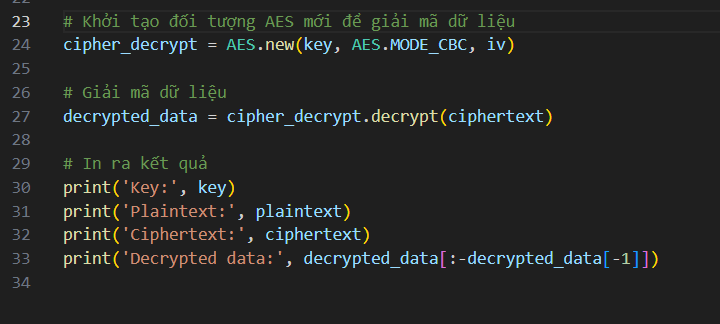 23 # Khởi tạo đối tượng AES mới để giải mã dữ liệu
24 cipher_decrypt = AES.new(key, AES.MODE_CBC, iv)
25
26 # Giải mã dữ liệu
27 decrypted_data = cipher_decrypt.decrypt(ciphertext)
28
29 # In ra kết quả
30 print('Key:', key)
31 print('Plaintext:', plaintext)
32 print('Ciphertext:', ciphertext)
33 print('Decrypted data:', decrypted_data[:-decrypted_data[-1]])
34